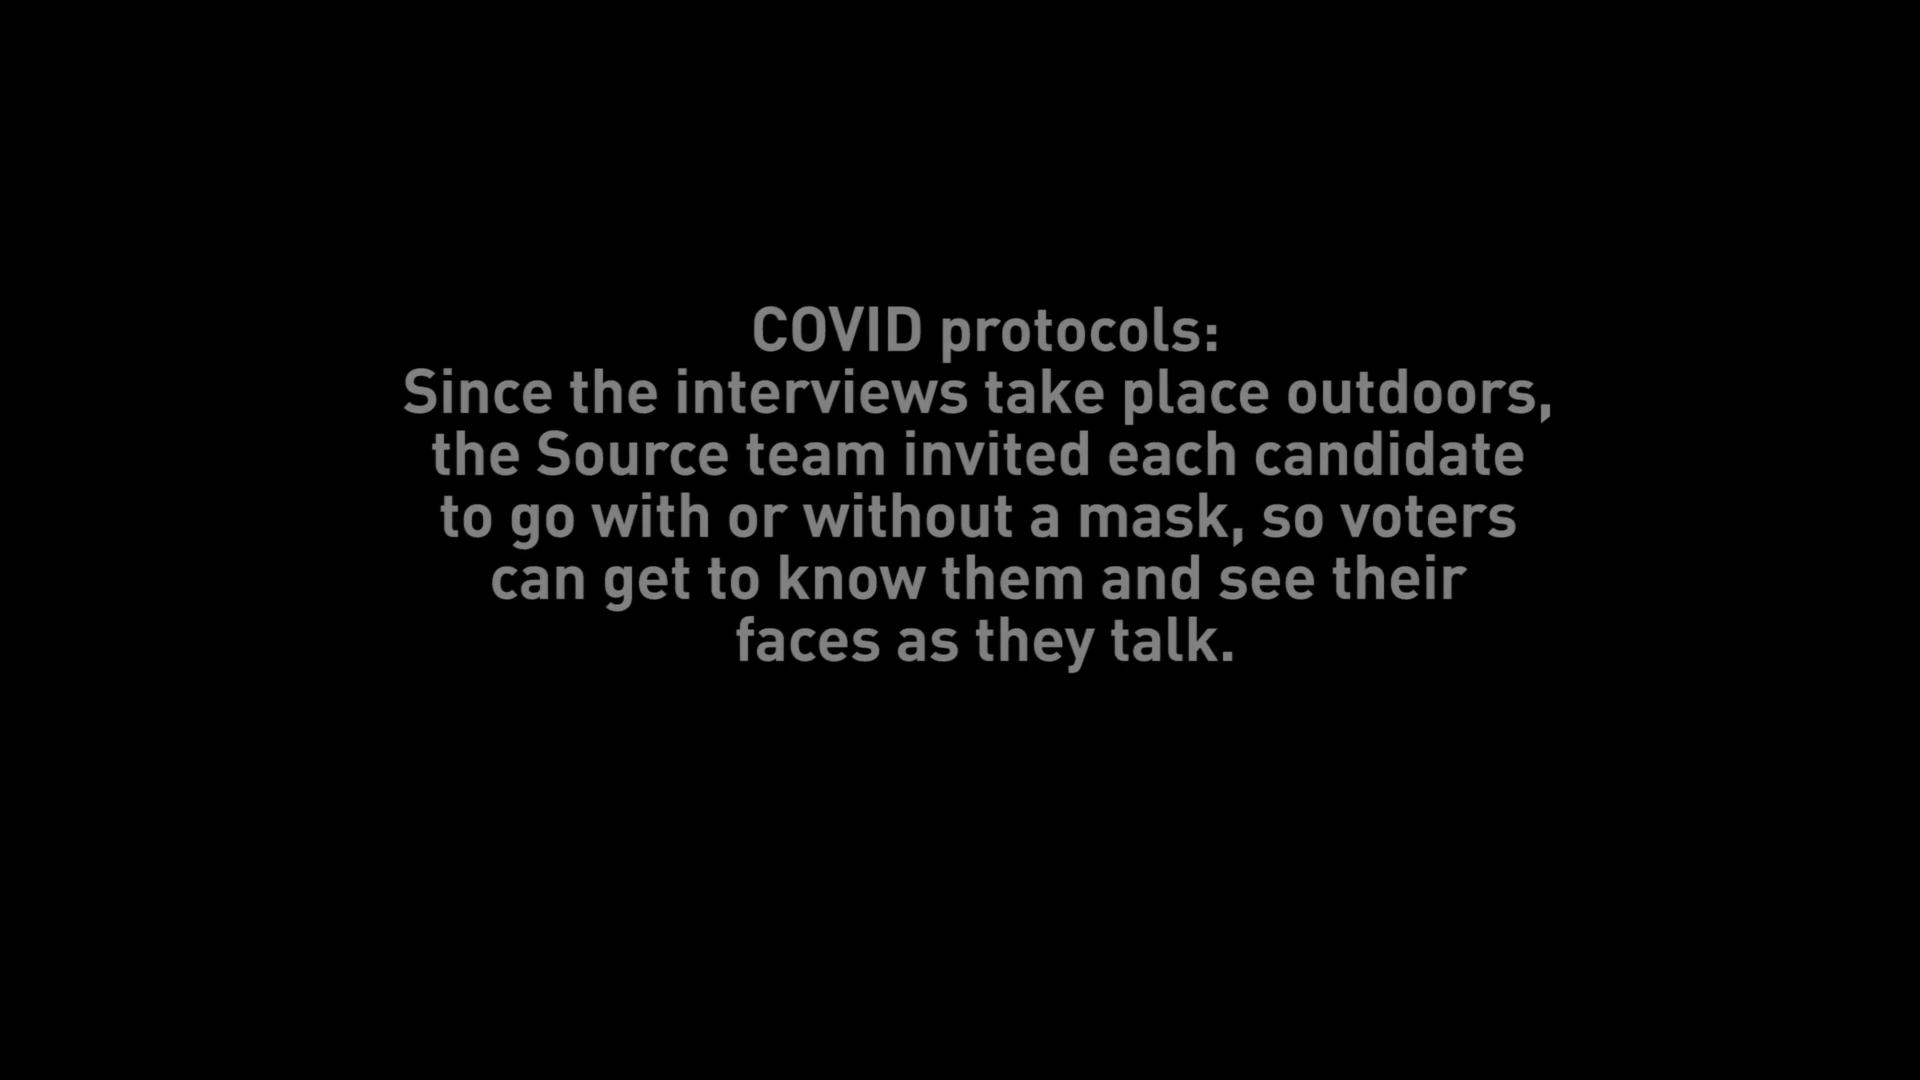 COVID protocols:
Since the interviews take place outdoors,
the Source team invited each candidate
to go with or without a mask, so voters
can get to know them and see their
faces as they talk.